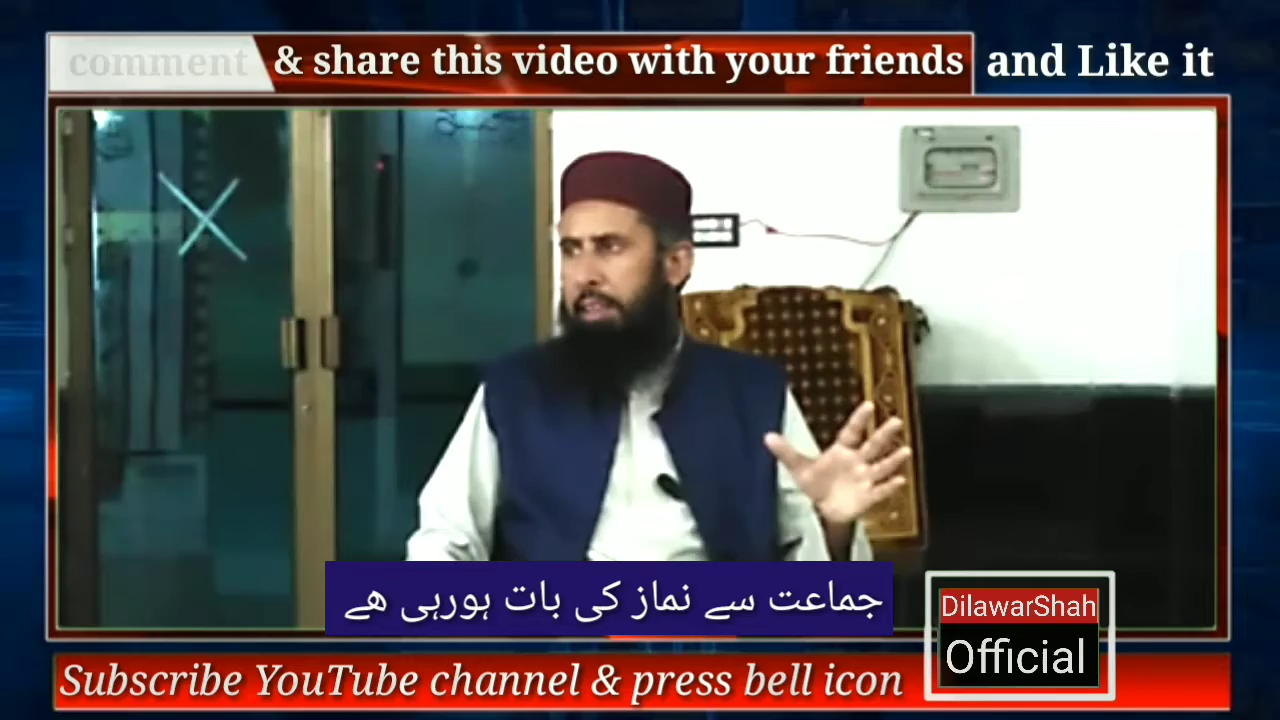 comment & share this video with your friends and Like it
جماعت سے نماز کی بات ہورہی ھے
DilawarShah
Official
Subscribe YouTube channel & press bell icon